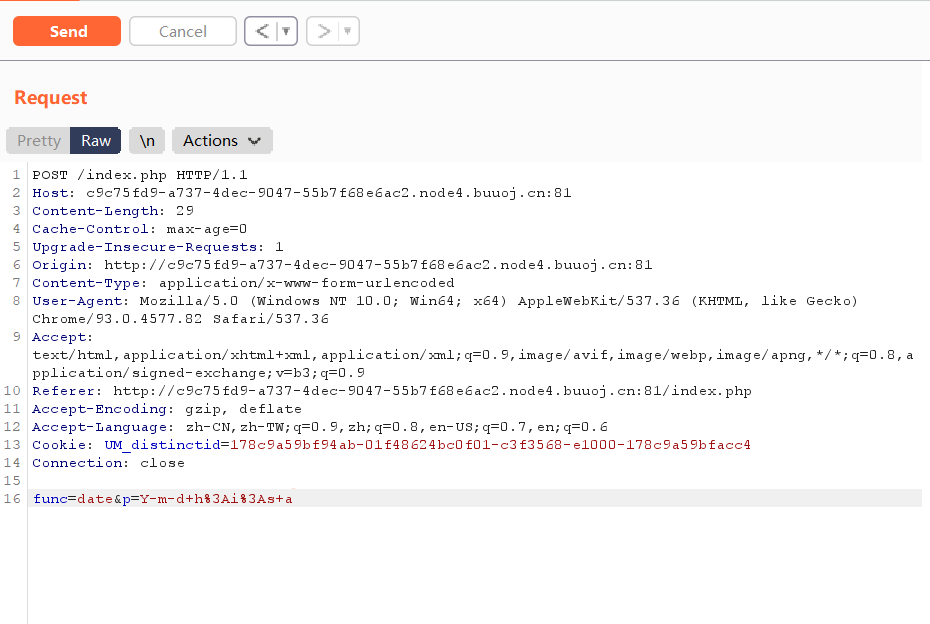 Send Cancel < ▼ > ▼
Request
Pretty Raw \n Actions
1 POST /index.php HTTP/1.1
2 Host: c9c75fd9-a737-4dec-9047-55b7f68e6ac2.node4.buuoj.cn:81
3 Content-Length: 29
4 Cache-Control: max-age=0
5 Upgrade-Insecure-Requests: 1
6 Origin: http://c9c75fd9-a737-4dec-9047-55b7f68e6ac2.node4.buuoj.cn:81
7 Content-Type: application/x-www-form-urlencoded
8 User-Agent: Mozilla/5.0 (Windows NT 10.0; Win64; x64) AppleWebKit/537.36 (KHTML, like Gecko)
Chrome/93.0.4577.82 Safari/537.36
9 Accept:
text/html,application/xhtml+xml,application/xml;q=0.9,image/avif,image/webp,image/apng,*/*;q=0.8,a
pplication/signed-exchange;v=b3;q=0.9
10 Referer: http://c9c75fd9-a737-4dec-9047-55b7f68e6ac2.node4.buuoj.cn:81/index.php
11 Accept-Encoding: gzip, deflate
12 Accept-Language: zh-CN,zh-TW;q=0.9,zh;q=0.8,en-US;q=0.7,en;q=0.6
13 Cookie: UM_distinctid=178c9a59bf94ab-01f48624bc0f01-c3f3568-e1000-178c9a59bfacc4
14 Connection: close
15
16 func=date&p=Y-m-d+h%3Ai%3As+a